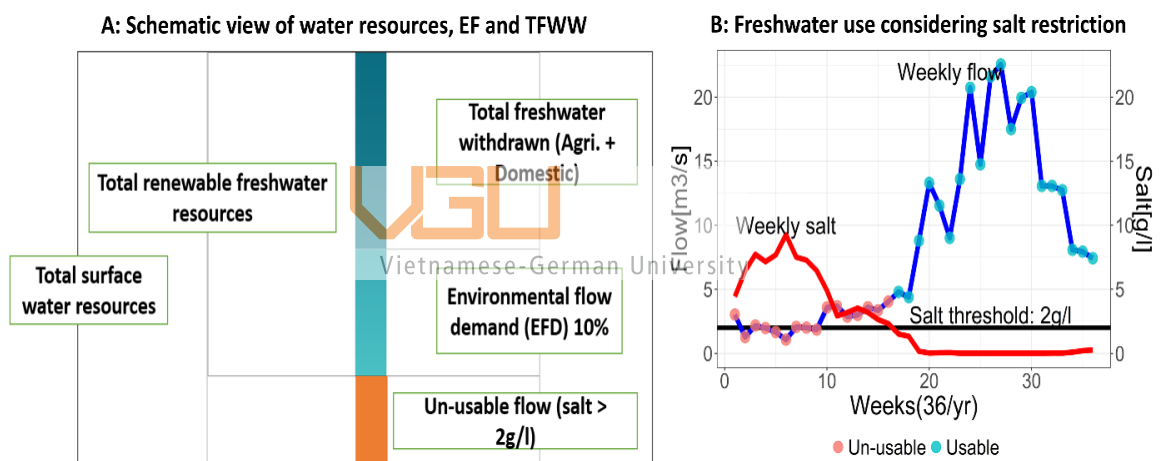 A: Schematic view of water resources, EF and TFWW
Total freshwater
withdrawn (Agri. +
Domestic)
Total renewable freshwater
resources
Total surface
water resources
Environmental flow
demand (EFD) 10%
Un-usable flow (salt >
2g/l)
VGU
Vietnamese-German University
B: Freshwater use considering salt restriction
Weekly flow
Weekly salt
Salt threshold: 2g/l
Flow[m3/s]
20
15
10
5
0
Salt[g/l]
20
15
10
5
0
0 10 20 30
Weeks(36/yr)
Un-usable Usable